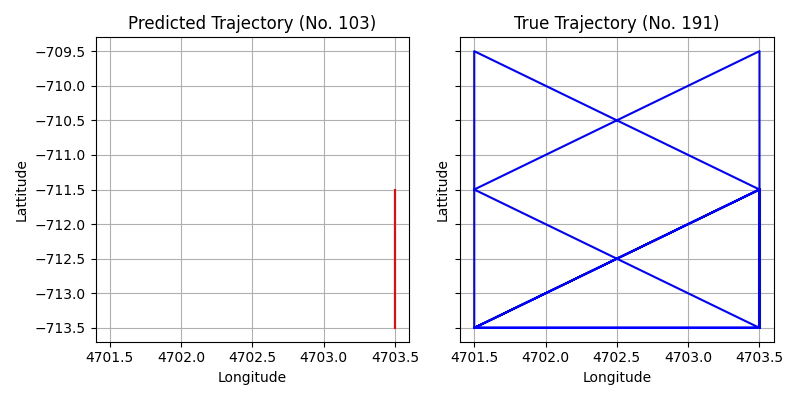 Predicted Trajectory (No. 103)
−709.5
−710.0
−710.5
−711.0
−711.5
−712.0
−712.5
−713.0
−713.5
Lattitude
4701.5 4702.0 4702.5 4703.0 4703.5
Longitude
True Trajectory (No. 191)
Lattitude
4701.5 4702.0 4702.5 4703.0 4703.5
Longitude